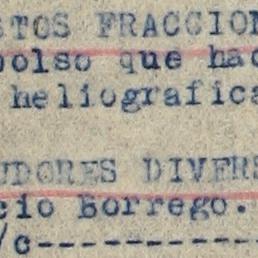 STOS FRACCION
bolso que hac
heliografica
UDORES DIVERS
cio Borrego.
/c--------------